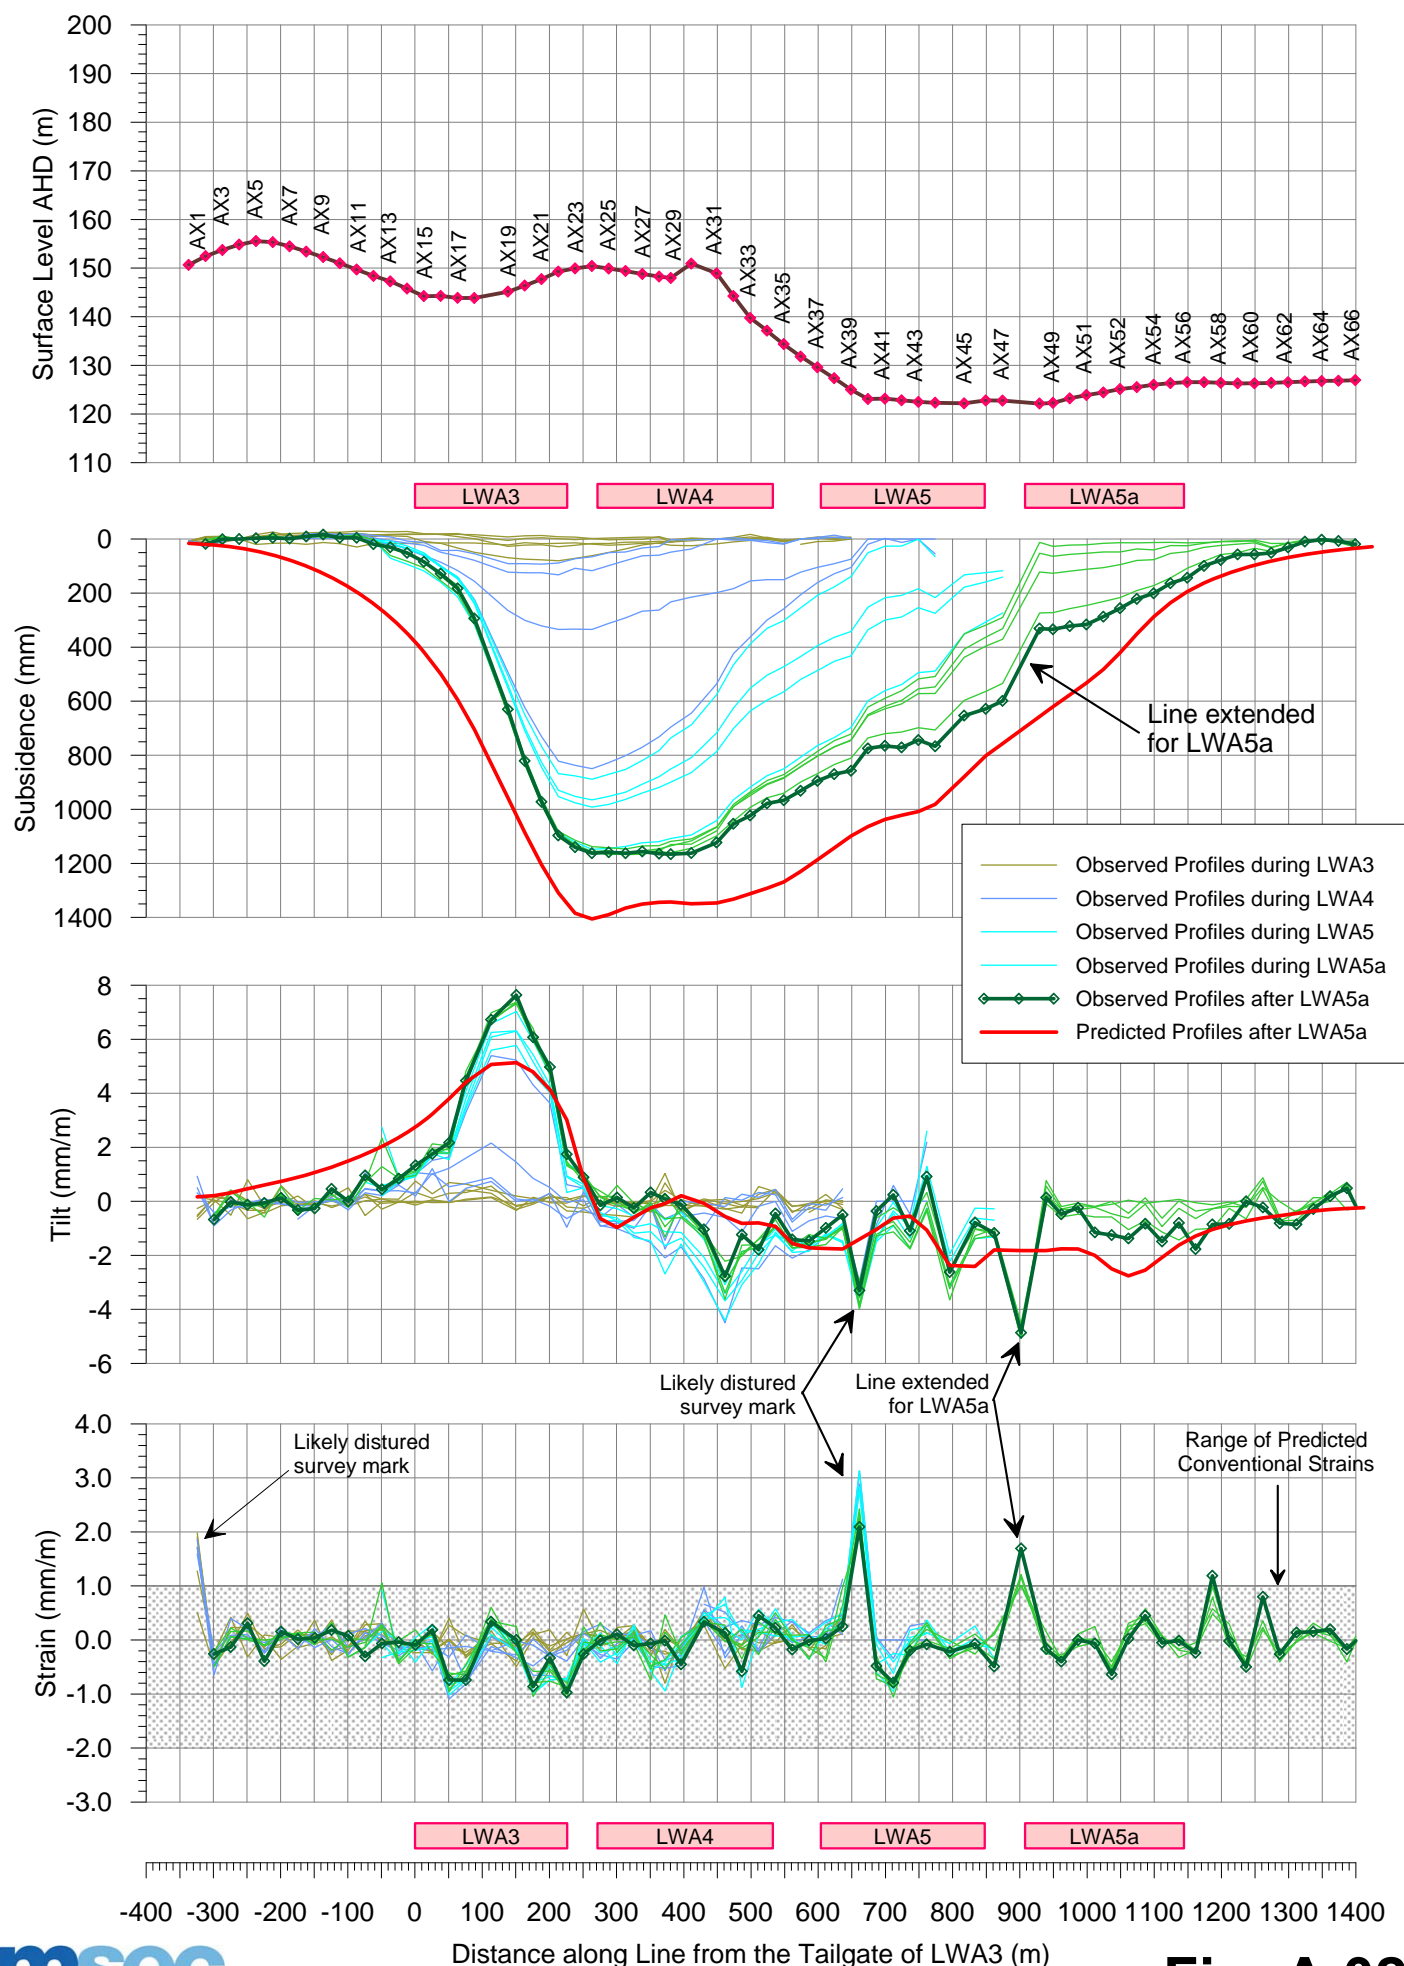 200
190
180
170
160
150
140
130
120
110
Surface Level AHD (m)
AX1
AX3
AX5
AX7
AX9
AX11
AX13
AX15
AX17
AX19
AX21
AX23
AX25
AX27
AX29
AX31
AX33
AX35
AX37
AX39
AX41
AX43
AX45
AX47
AX49
AX51
AX52
AX54
AX56
AX58
AX60
AX62
AX64
AX66
LWA3
LWA4
LWA5
LWA5a
0
200
400
600
800
1000
1200
1400
Subsidence (mm)
Line extended
for LWA5a
Observed Profiles during LWA3
Observed Profiles during LWA4
Observed Profiles during LWA5
Observed Profiles during LWA5a
Observed Profiles after LWA5a
Predicted Profiles after LWA5a
8
6
4
2
0
-2
-4
-6
Tilt (mm/m)
Likely distured
survey mark
Line extended
for LWA5a
4.0
3.0
2.0
1.0
0.0
-1.0
-2.0
-3.0
Strain (mm/m)
Likely distured
survey mark
Range of Predicted
Conventional Strains
LWA3
LWA4
LWA5
LWA5a
-400 -300 -200 -100 0 100 200 300 400 500 600 700 800 900 1000 1100 1200 1300 1400
Distance along Line from the Tailgate of LWA3 (m)